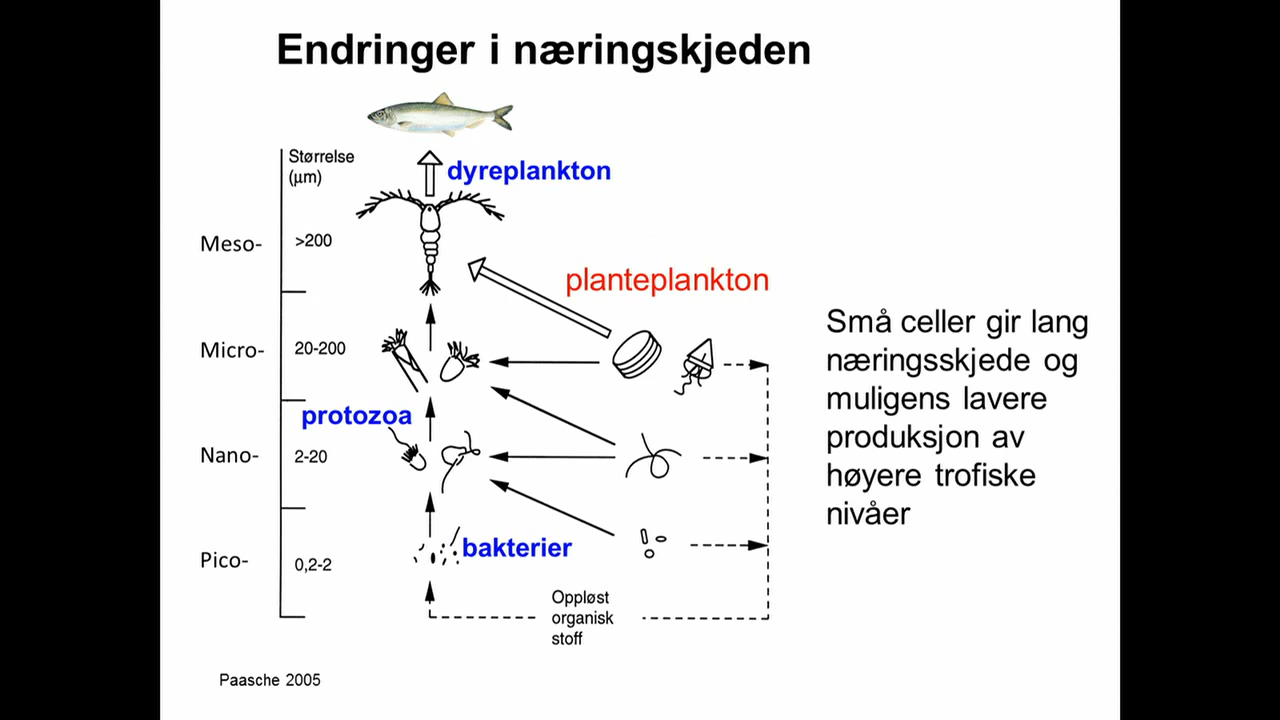 Endringer i næringskjeden
Størrelse
(µm)
dyreplankton
Meso-
>200
planteplankton
Micro-
20-200
protozoa
Nano-
2-20
bakterier
Pico-
0,2-2
Oppløst
organisk
stoff
Små celler gir lang
næringsskjede og
muligens lavere
produksjon av
høyere trofiske
nivåer
Paasche 2005